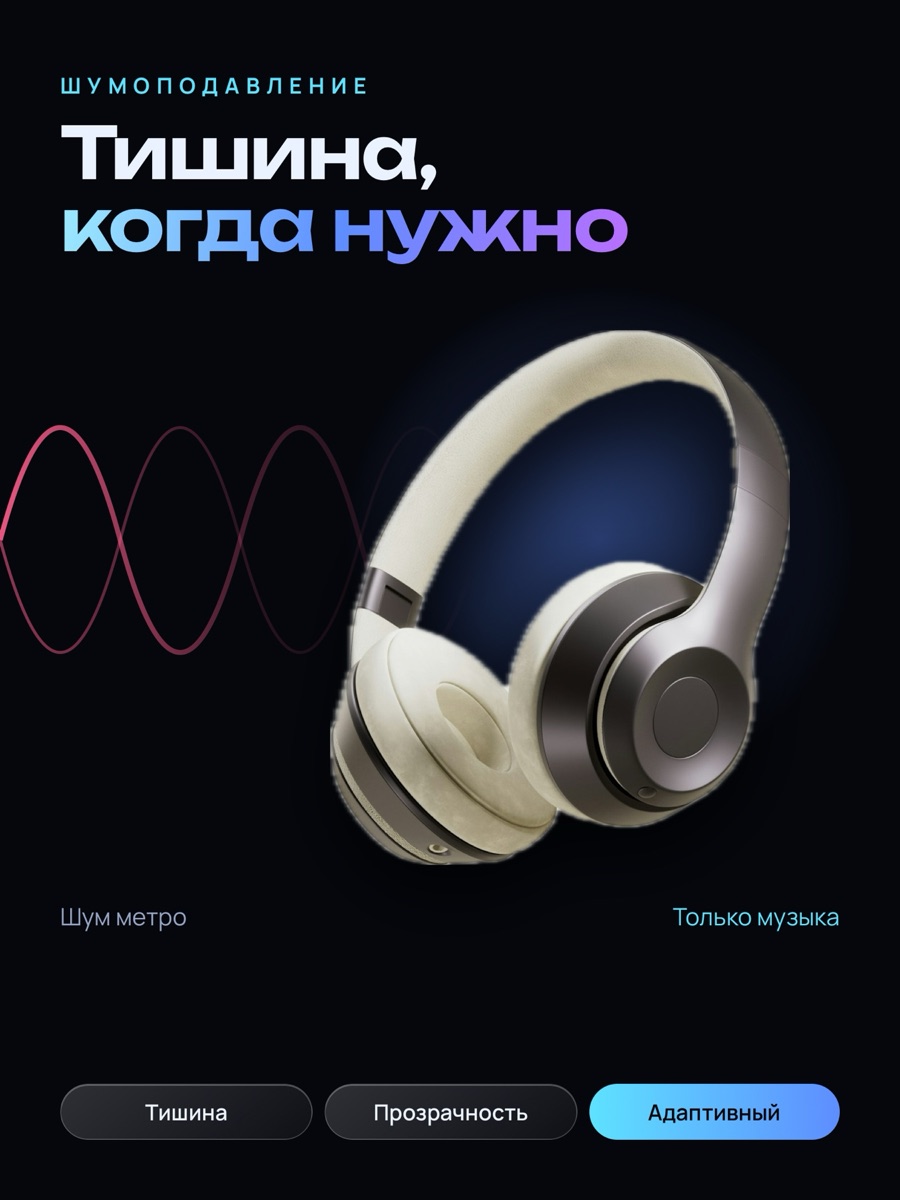 ШУМОПОДАВЛЕНИЕ
Тишина,
когда нужно
Шум метро
Только музыка
Тишина
Прозрачность
Адаптивный